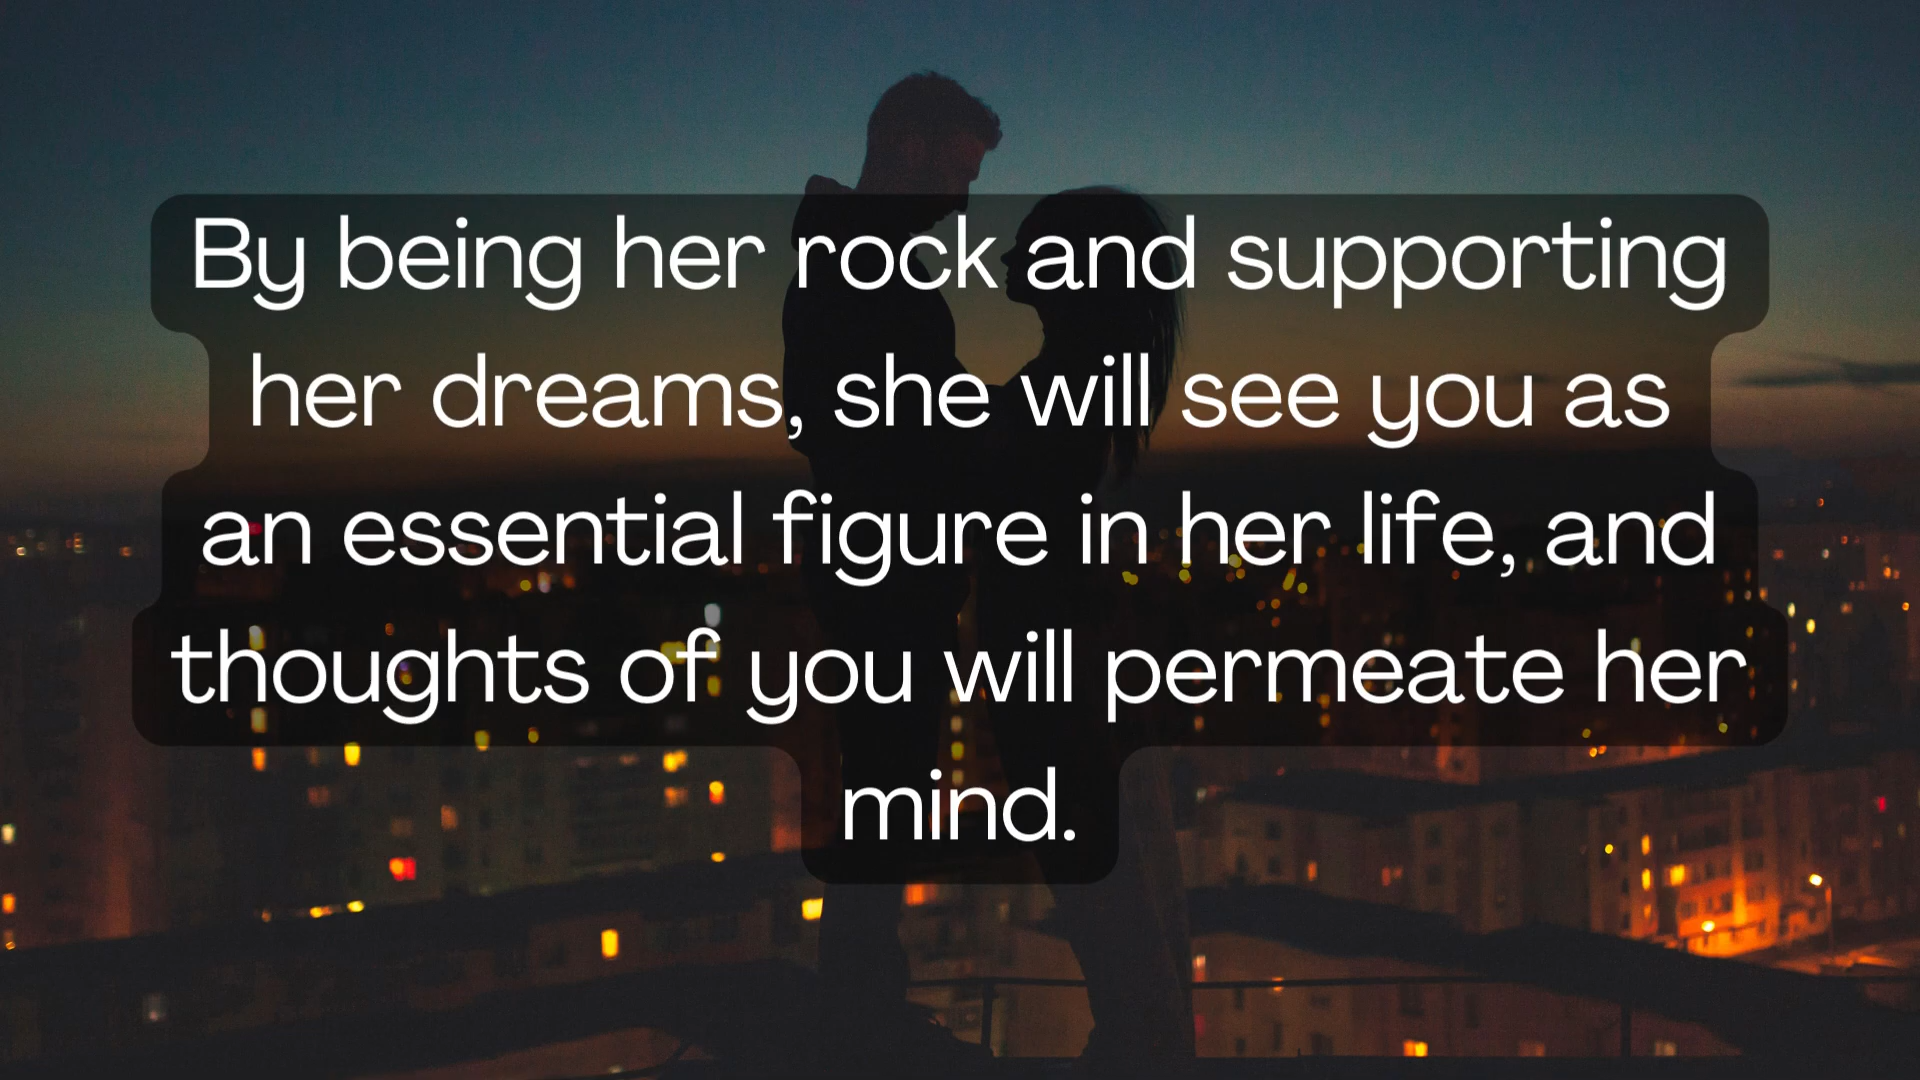 By being her rock and supporting
her dreams, she will see you as
an essential figure in her life, and
thoughts of you will permeate her
mind.